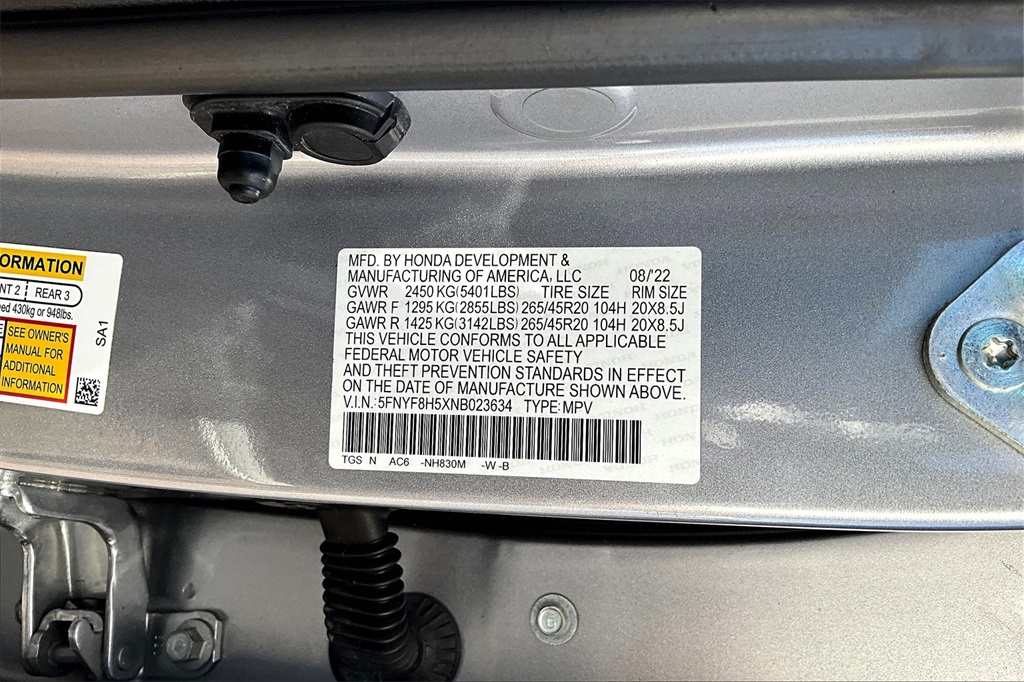 ORMATION
NT 2 REAR 3
ed 430kg or 948lbs.
SEE OWNER'S
MANUAL FOR
ADDITIONAL
INFORMATION
SA1
MFD. BY HONDA DEVELOPMENT &
MANUFACTURING OF AMERICA, LLC 08/'22
GVWR 2450 KG(5401LBS) TIRE SIZE RIM SIZE
GAWR F 1295 KG(2855LBS) 265/45R20 104H 20X8.5J
GAWR R 1425 KG(3142LBS) 265/45R20 104H 20X8.5J
THIS VEHICLE CONFORMS TO ALL APPLICABLE
FEDERAL MOTOR VEHICLE SAFETY
AND THEFT PREVENTION STANDARDS IN EFFECT
ON THE DATE OF MANUFACTURE SHOWN ABOVE.
V.I.N.: 5FNYF8H5XNB023634 TYPE: MPV
TGS N AC6 -NH830M -W -B